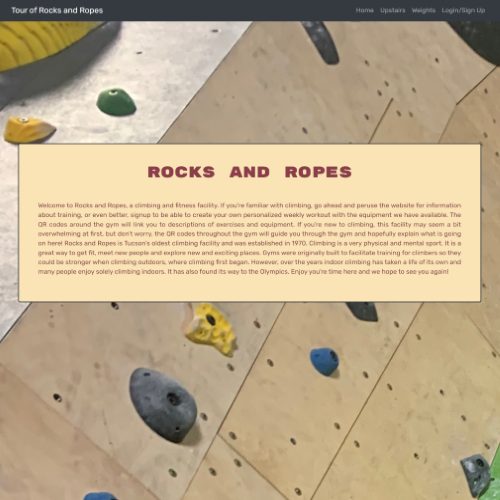 Tour of Rocks and Ropes
Home Upstairs Weights Login/Sign Up
ROCKS AND ROPES
Welcome to Rocks and Ropes, a climbing and fitness facility. If you're familiar with climbing, go ahead and peruse the website for information
about training, or even better, signup to be able to create your own personalized weekly workout with the equipment we have available. The
QR codes around the gym will link you to descriptions of exercises and equipment. If you're new to climbing, this facility may seem a bit
overwhelming at first, but don't worry, the QR codes throughout the gym will guide you through the gym and hopefully explain what is going
on here! Rocks and Ropes is Tucson's oldest climbing facility and was established in 1970. Climbing is a very physical and mental sport. It is a
great way to get fit, meet new people and explore new and exciting places. Gyms were originally built to facilitate training for climbers so they
could be stronger when climbing outdoors, where climbing first began. However, over the years indoor climbing has taken a life of its own and
many people enjoy solely climbing indoors. It has also found its way to the Olympics. Enjoy you're time here and we hope to see you again!